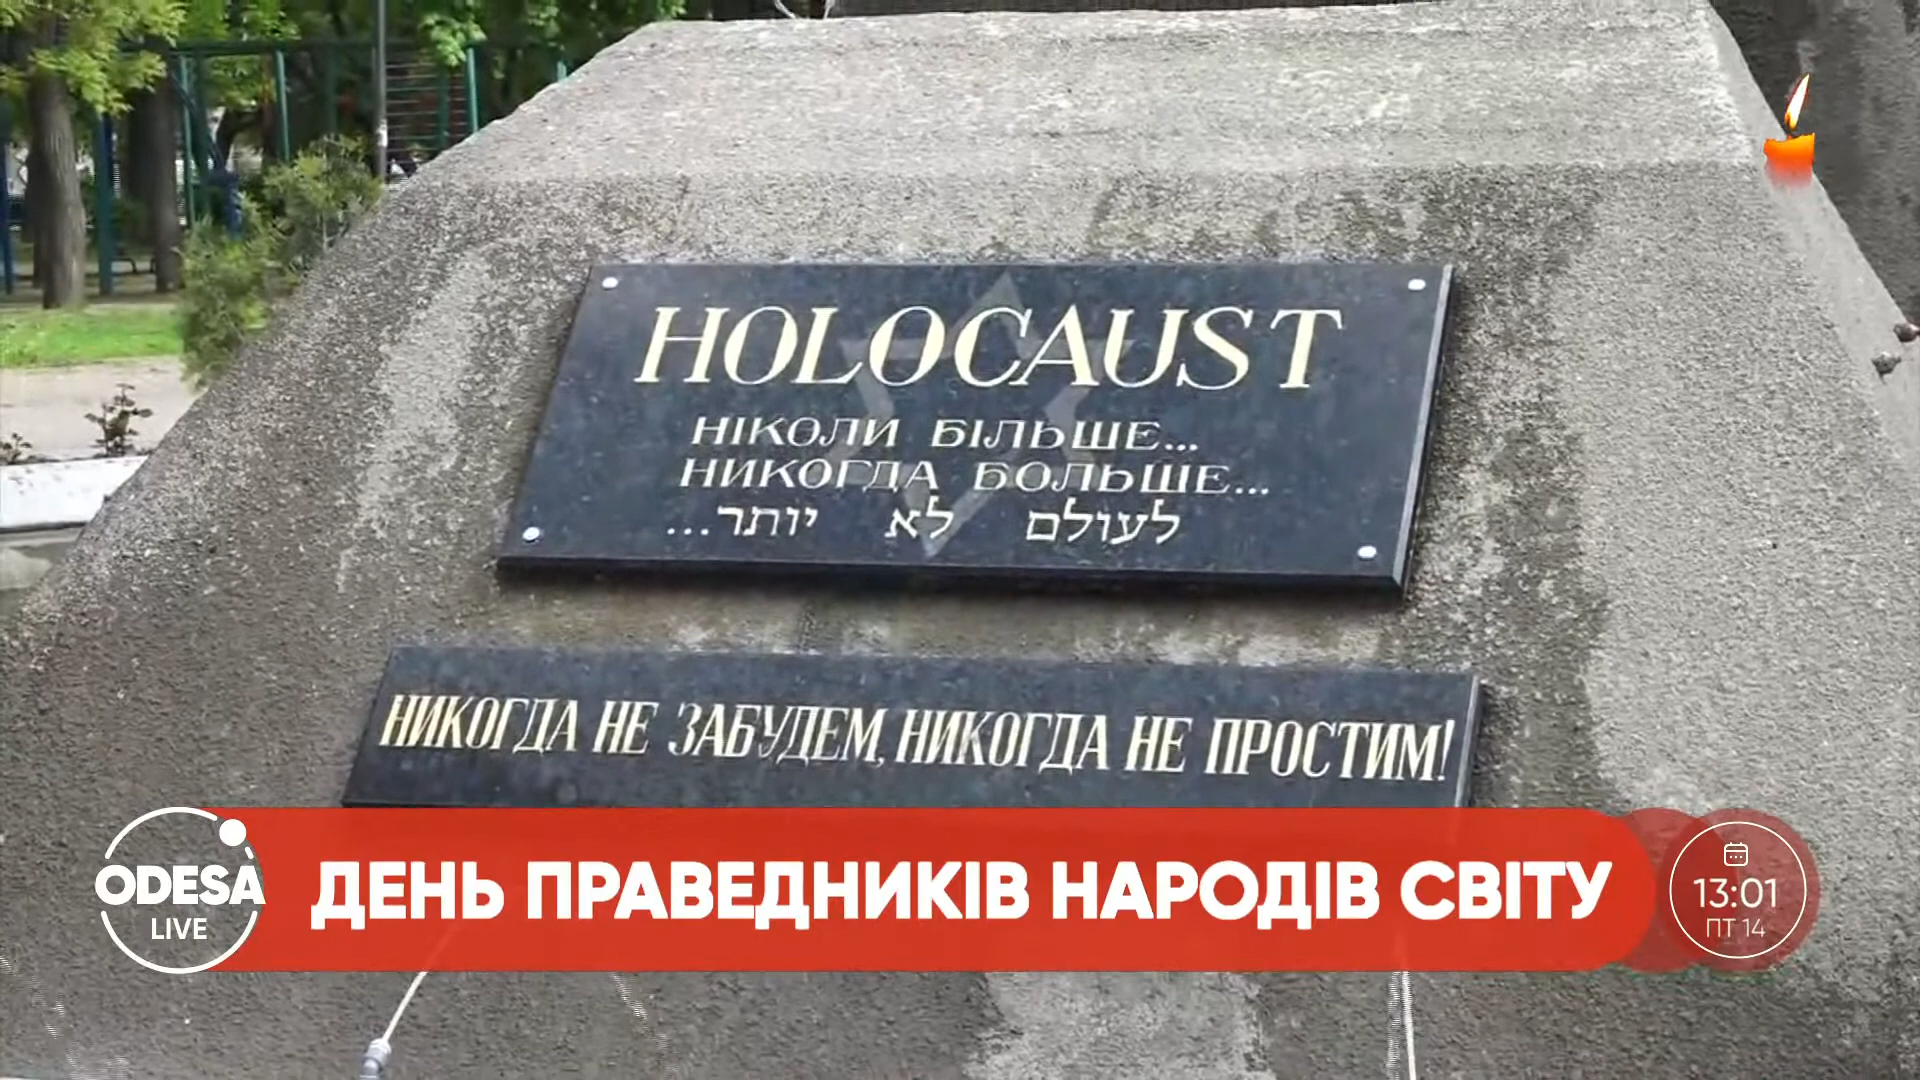 HOLOCAUST
НІКОЛИ БІЛЬШЕ...
НИКОГДА БОЛЬШЕ...
לעולם לא יותר...
НИКОГДА НЕ ЗАБУДЕМ, НИКОГДА НЕ ПРОСТИМ!
ODESA
LIVE
ДЕНЬ ПРАВЕДНИКІВ НАРОДІВ СВІТУ
13:01
ПТ 14